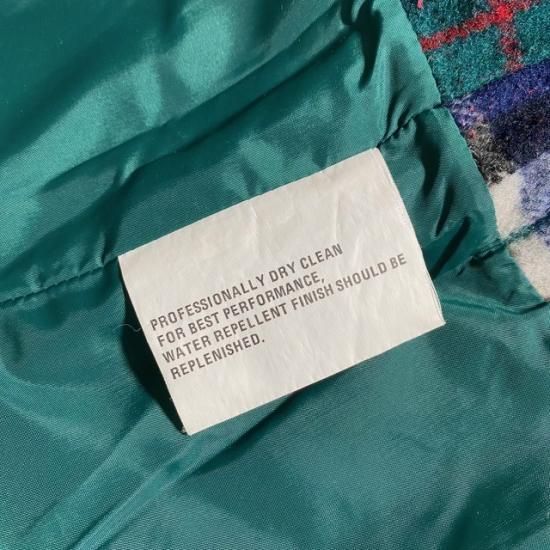 PROFESSIONALLY DRY CLEAN
FOR BEST PERFORMANCE,
WATER REPELLENT FINISH SHOULD BE
REPLENISHED.